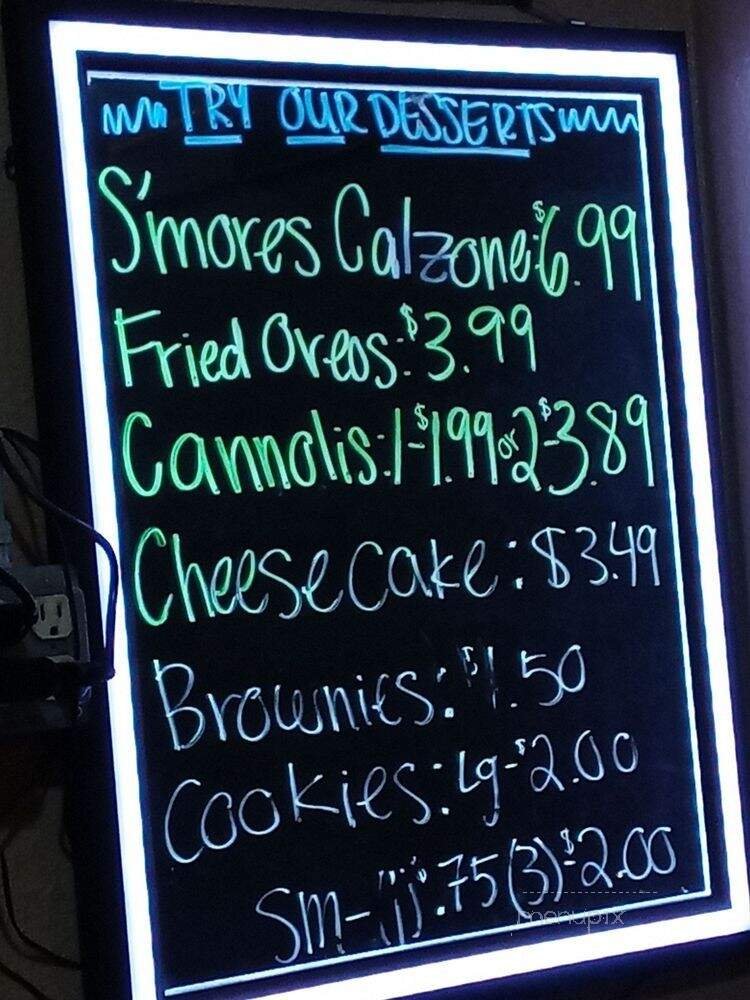 TRY OUR DESSERTS
S'mores Calzone: $6.99
Fried Oreos: $3.99
Cannolis: 1-$1.99 or 2-$3.89
Cheesecake: $3.49
Brownies: $1.50
Cookies: Lg-$2.00
Sm- .75 (3)-$2.00
menupix